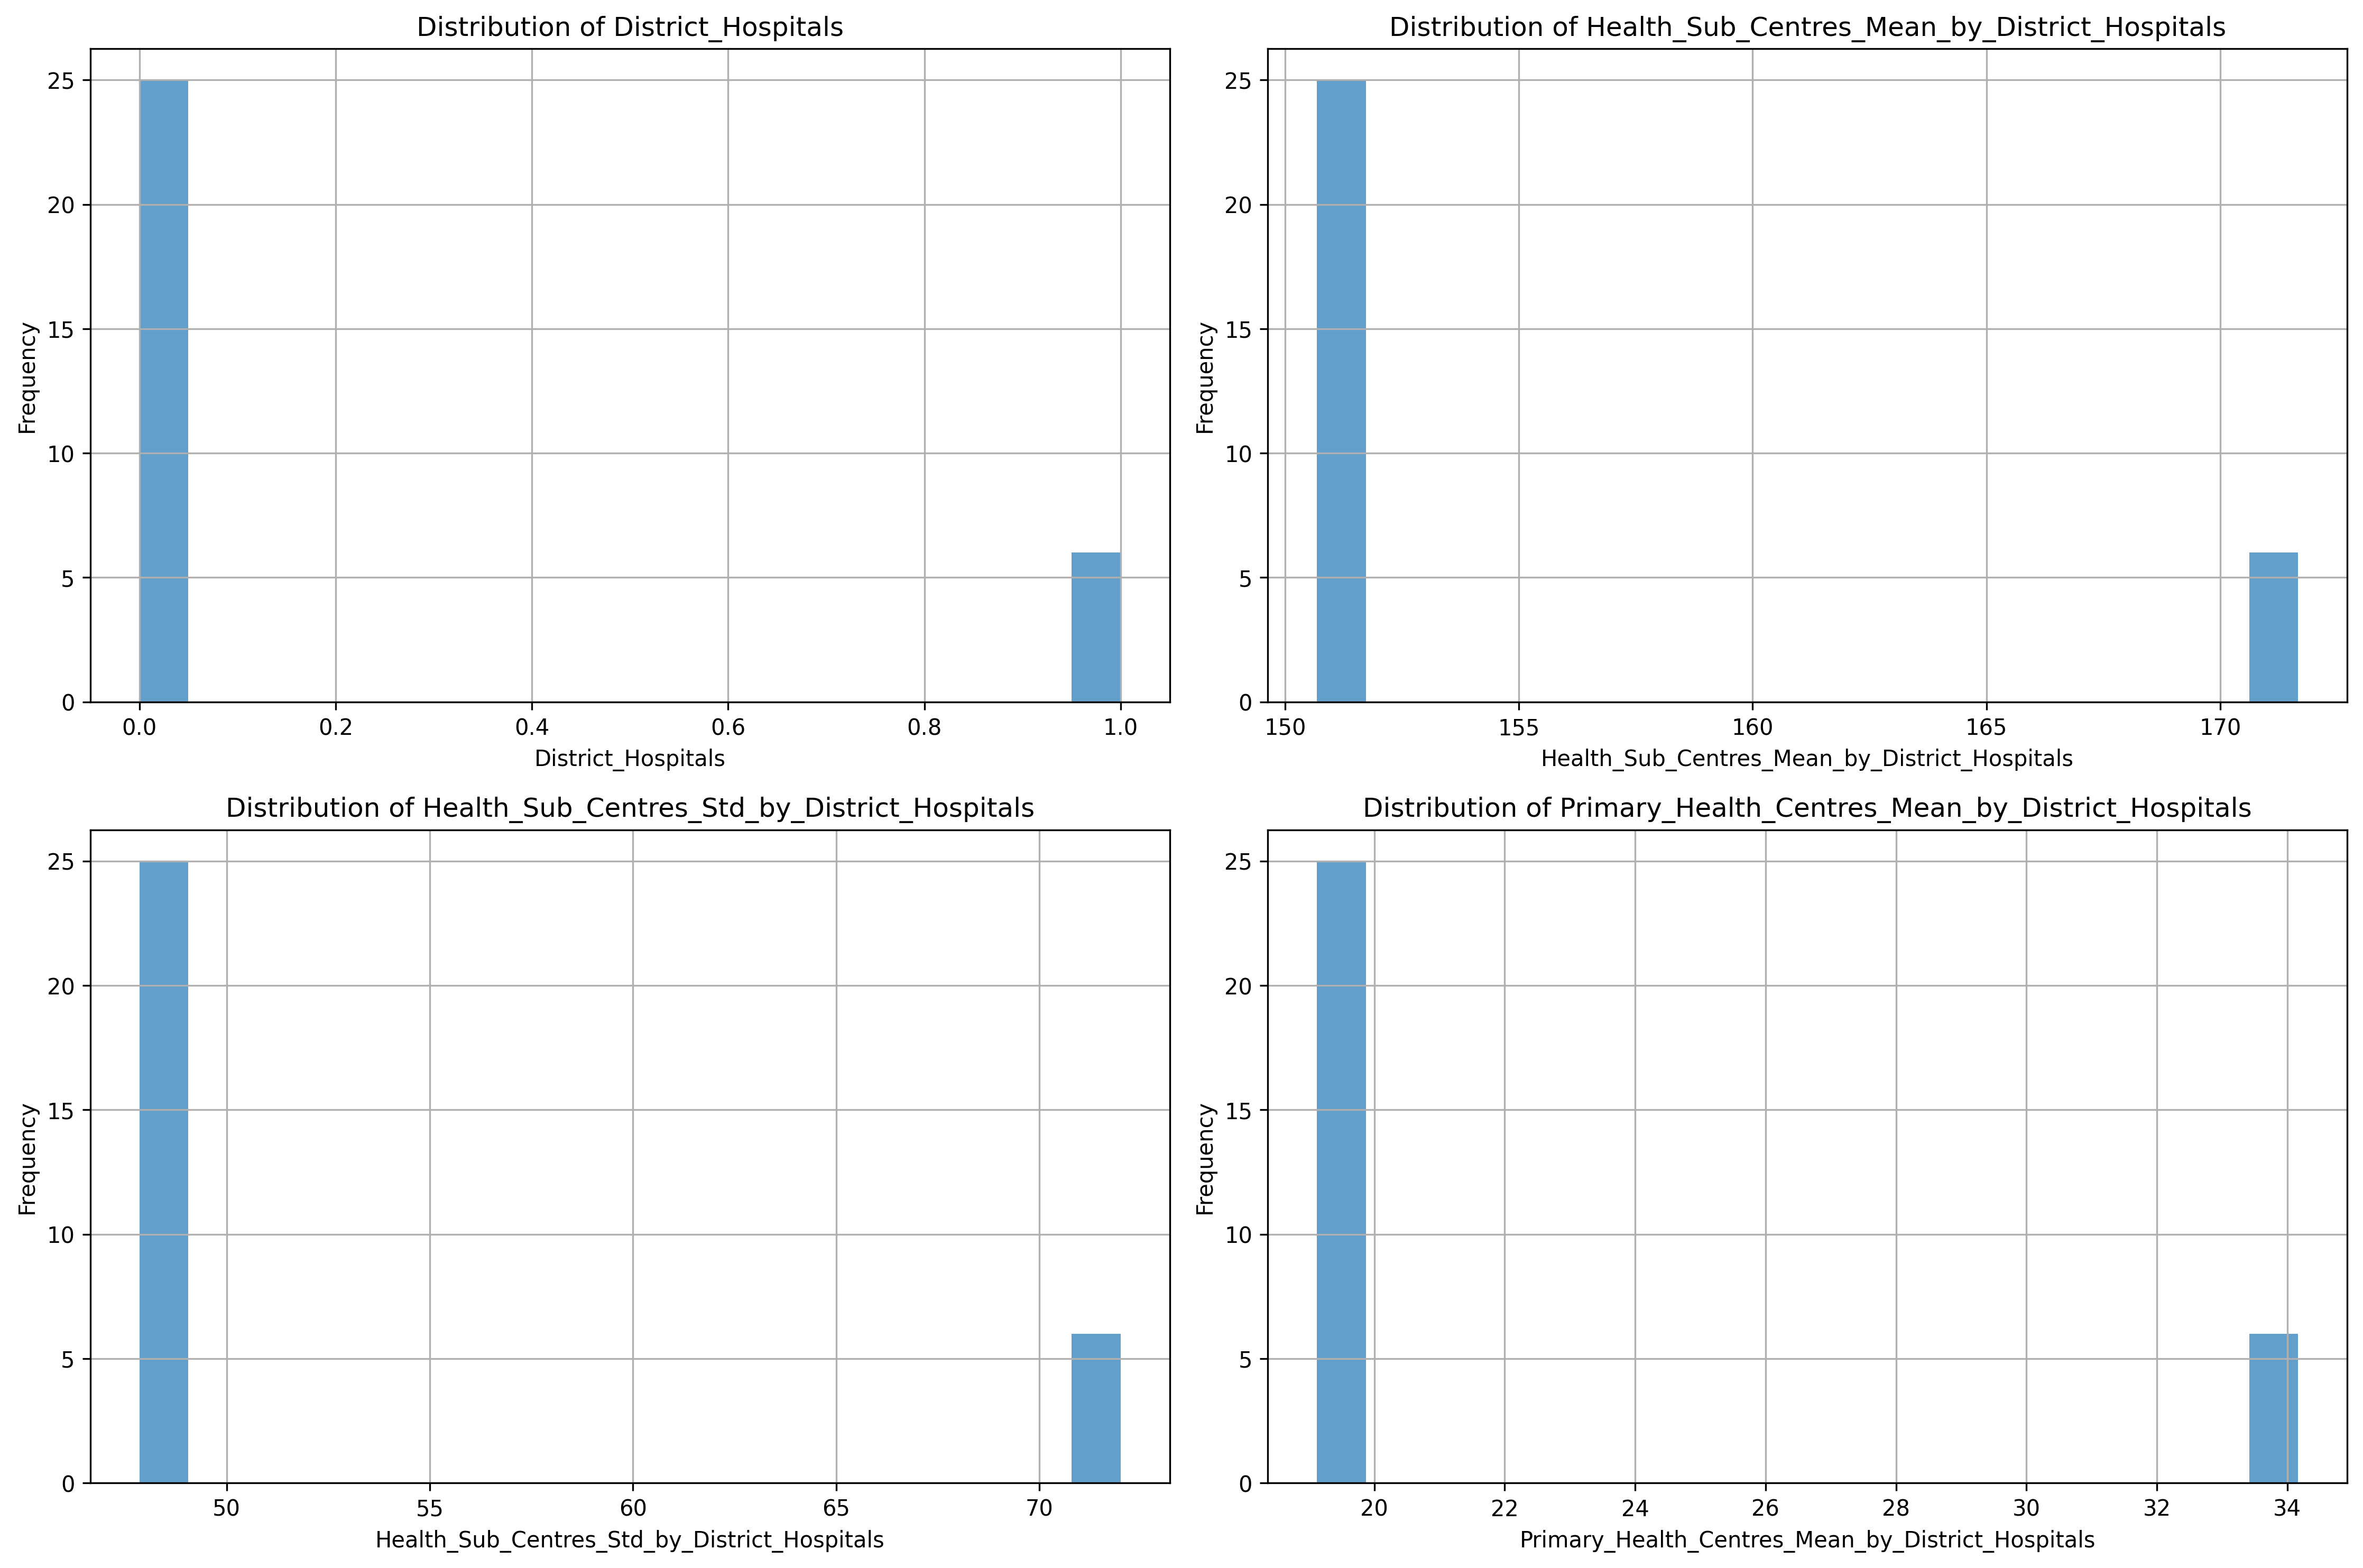 Distribution of District_Hospitals
Frequency
25
20
15
10
5
0
0.0 0.2 0.4 0.6 0.8 1.0
District_Hospitals
Distribution of Health_Sub_Centres_Mean_by_District_Hospitals
Frequency
25
20
15
10
5
0
150 155 160 165 170
Health_Sub_Centres_Mean_by_District_Hospitals
Distribution of Health_Sub_Centres_Std_by_District_Hospitals
Frequency
25
20
15
10
5
0
50 55 60 65 70
Health_Sub_Centres_Std_by_District_Hospitals
Distribution of Primary_Health_Centres_Mean_by_District_Hospitals
Frequency
25
20
15
10
5
0
20 22 24 26 28 30 32 34
Primary_Health_Centres_Mean_by_District_Hospitals